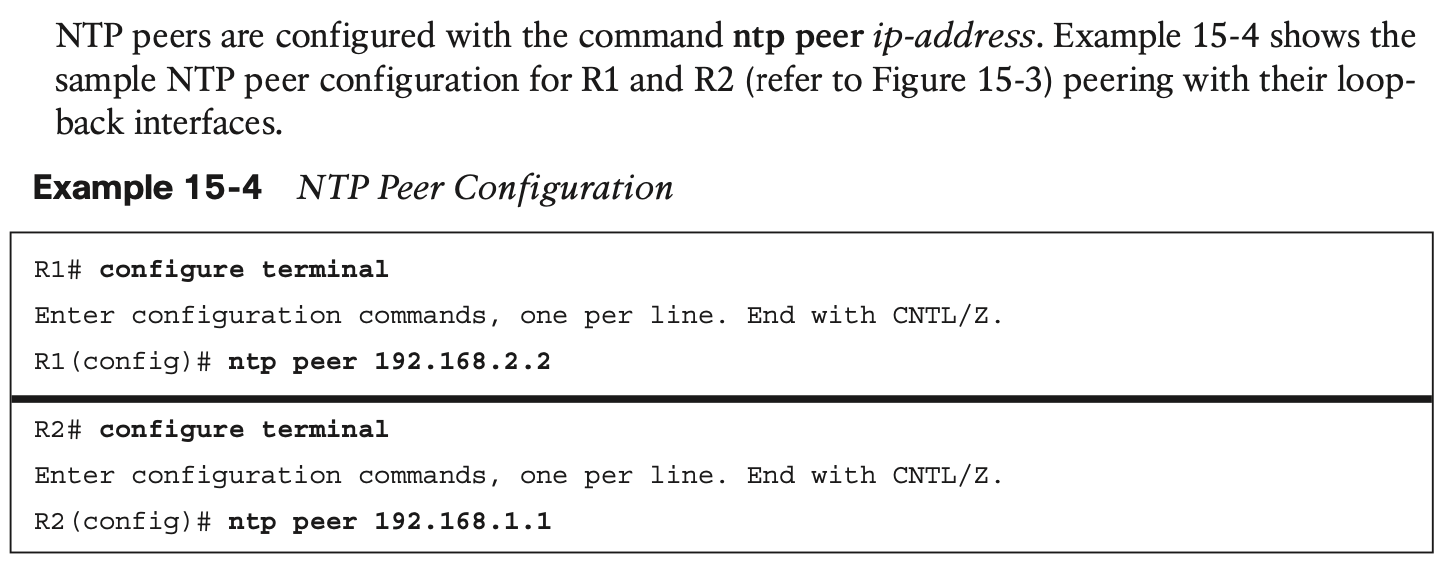 NTP peers are configured with the command ntp peer ip-address. Example 15-4 shows the
sample NTP peer configuration for R1 and R2 (refer to Figure 15-3) peering with their loop-
back interfaces.
Example 15-4 NTP Peer Configuration
R1# configure terminal
Enter configuration commands, one per line. End with CNTL/Z.
R1(config)# ntp peer 192.168.2.2
R2# configure terminal
Enter configuration commands, one per line. End with CNTL/Z.
R2(config)# ntp peer 192.168.1.1